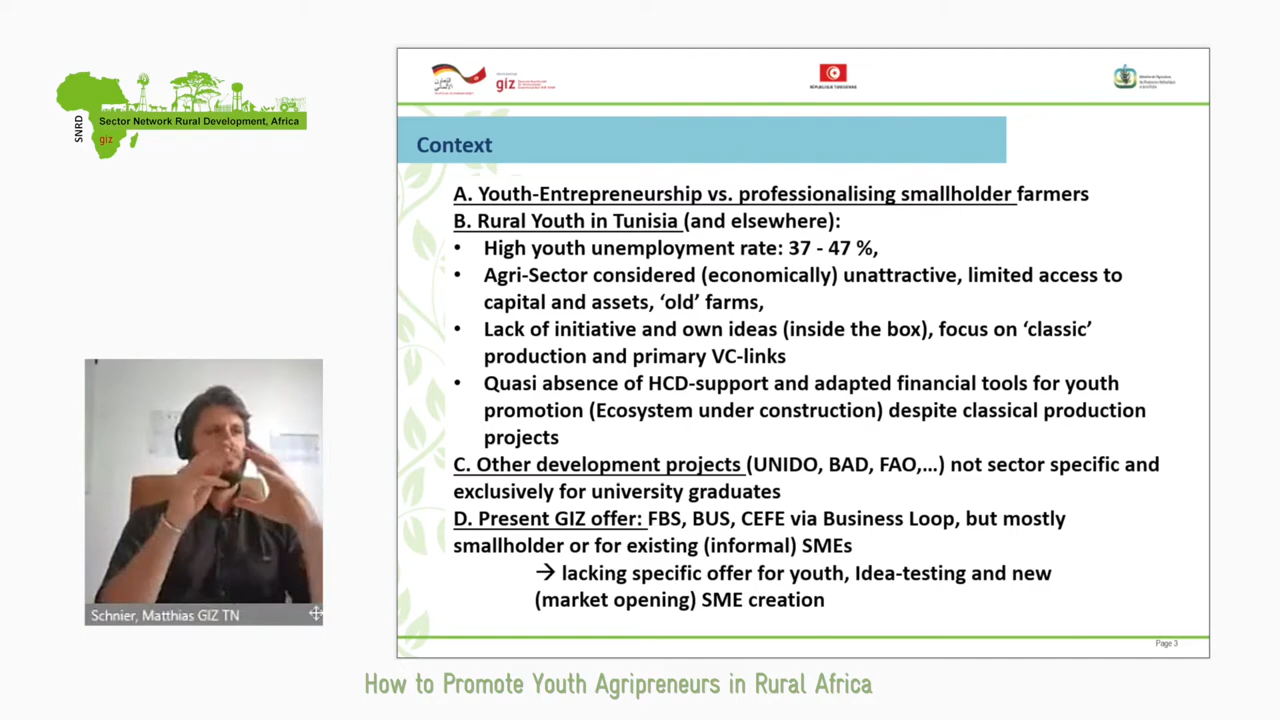 SNRD
Sector Network Rural Development, Africa
giz
giz
RÉPUBLIQUE TUNISIENNE
Context
A. Youth-Entrepreneurship vs. professionalising smallholder farmers
B. Rural Youth in Tunisia (and elsewhere):
• High youth unemployment rate: 37 - 47 %,
• Agri-Sector considered (economically) unattractive, limited access to
capital and assets, ‘old’ farms,
• Lack of initiative and own ideas (inside the box), focus on ‘classic’
production and primary VC-links
• Quasi absence of HCD-support and adapted financial tools for youth
promotion (Ecosystem under construction) despite classical production
projects
C. Other development projects (UNIDO, BAD, FAO,…) not sector specific and
exclusively for university graduates
D. Present GIZ offer: FBS, BUS, CEFE via Business Loop, but mostly
smallholder or for existing (informal) SMEs
→ lacking specific offer for youth, Idea-testing and new
(market opening) SME creation
Page 3
Schnier, Matthias GIZ TN
How to Promote Youth Agripreneurs in Rural Africa